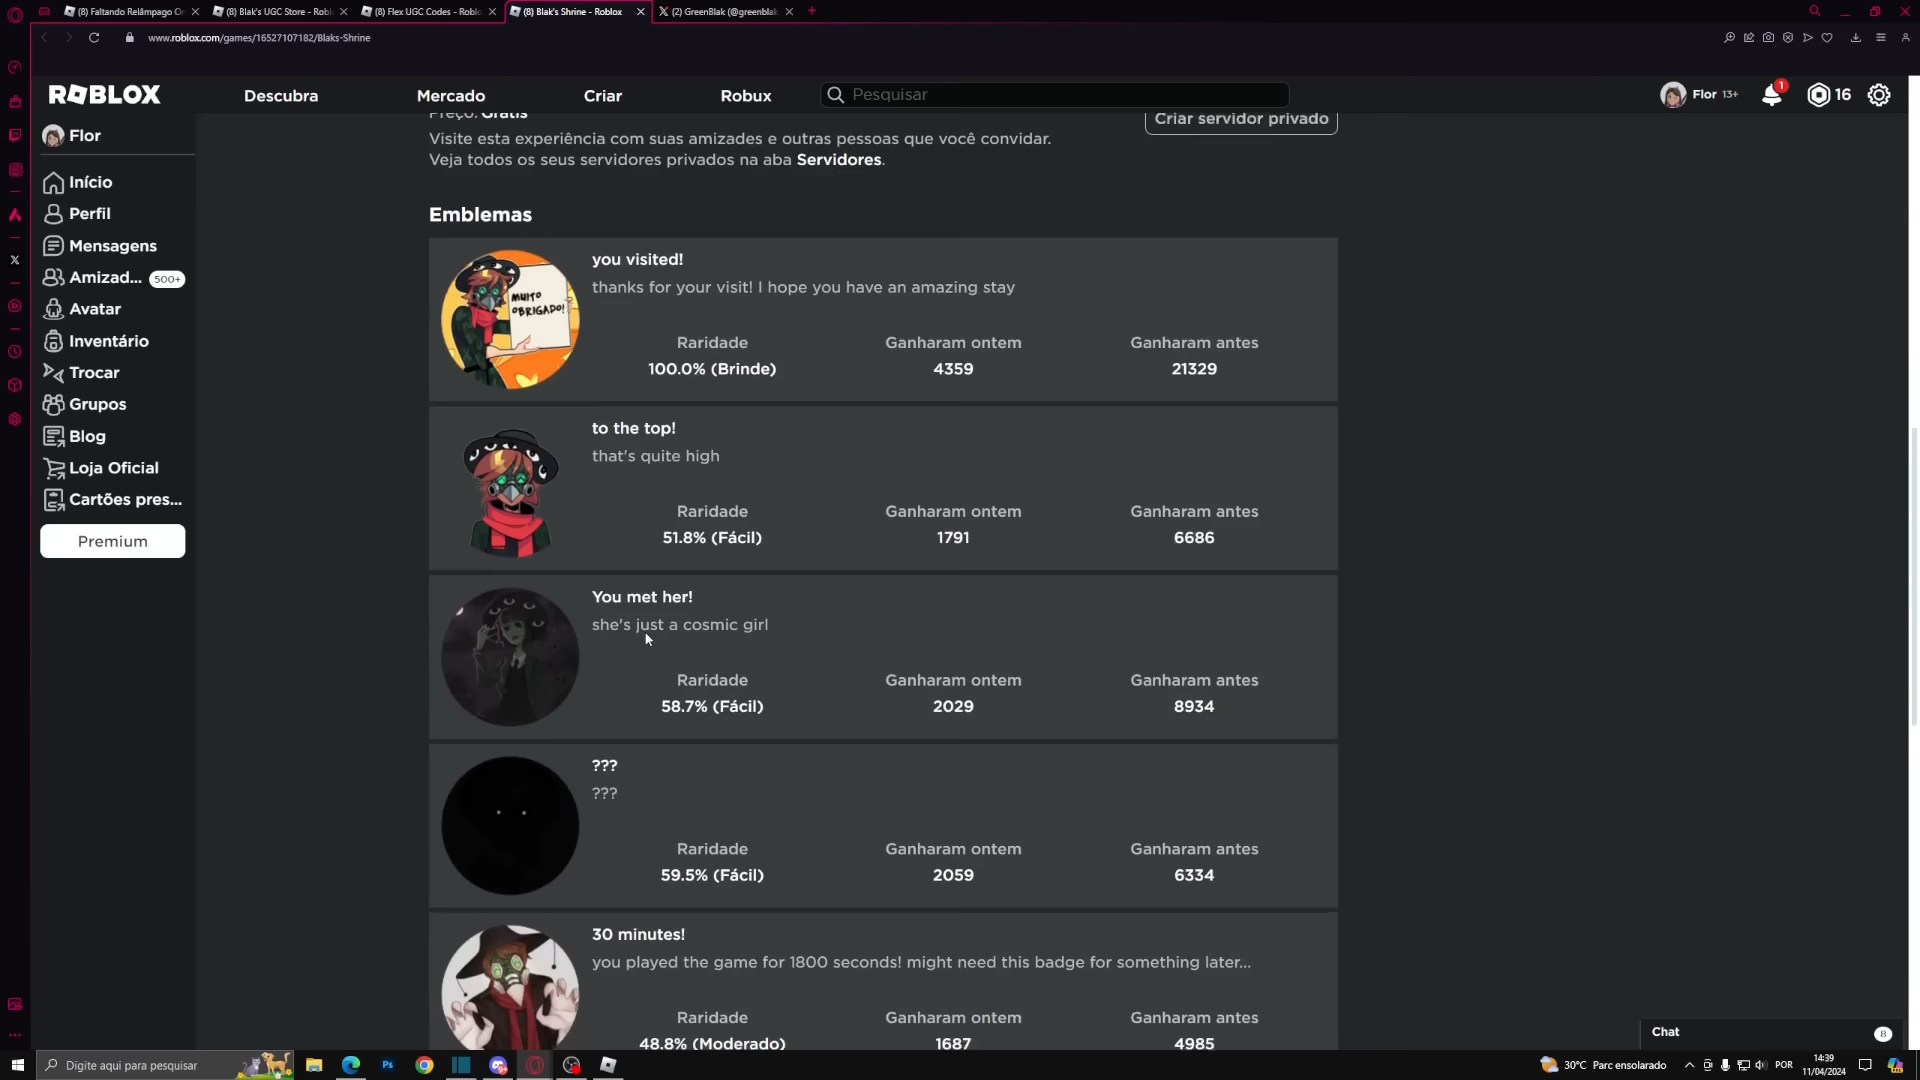 (8) Faltando Relâmpago O
(8) Blak's UGC Store - Robl
(8) Flex UGC Codes - Roblo
(8) Blak's Shrine - Roblox
(2) GreenBlak (@greenblak
www.roblox.com/games/16527107182/Blaks-Shrine
ROBLOX
Descubra
Mercado
Criar
Robux
Pesquisar
Flor 13+
1
16
Flor
Início
Perfil
Mensagens
Amizad... 500+
Avatar
Inventário
Trocar
Grupos
Blog
Loja Oficial
Cartões pres...
Premium
Preço: Grátis
Criar servidor privado
Visite esta experiência com suas amizades e outras pessoas que você convidar.
Veja todos os seus servidores privados na aba Servidores.
Emblemas
MUITO
OBRIGADO!
you visited!
thanks for your visit! I hope you have an amazing stay
Raridade Ganharam ontem Ganharam antes
100.0% (Brinde) 4359 21329
to the top!
that's quite high
Raridade Ganharam ontem Ganharam antes
51.8% (Fácil) 1791 6686
You met her!
she's just a cosmic girl
Raridade Ganharam ontem Ganharam antes
58.7% (Fácil) 2029 8934
???
???
Raridade Ganharam ontem Ganharam antes
59.5% (Fácil) 2059 6334
30 minutes!
you played the game for 1800 seconds! might need this badge for something later...
Raridade Ganharam ontem Ganharam antes
48.8% (Moderado) 1687 4985
Chat 8
Digite aqui para pesquisar
Ps
30°C Parc ensolarado
POR
14:39
11/04/2024